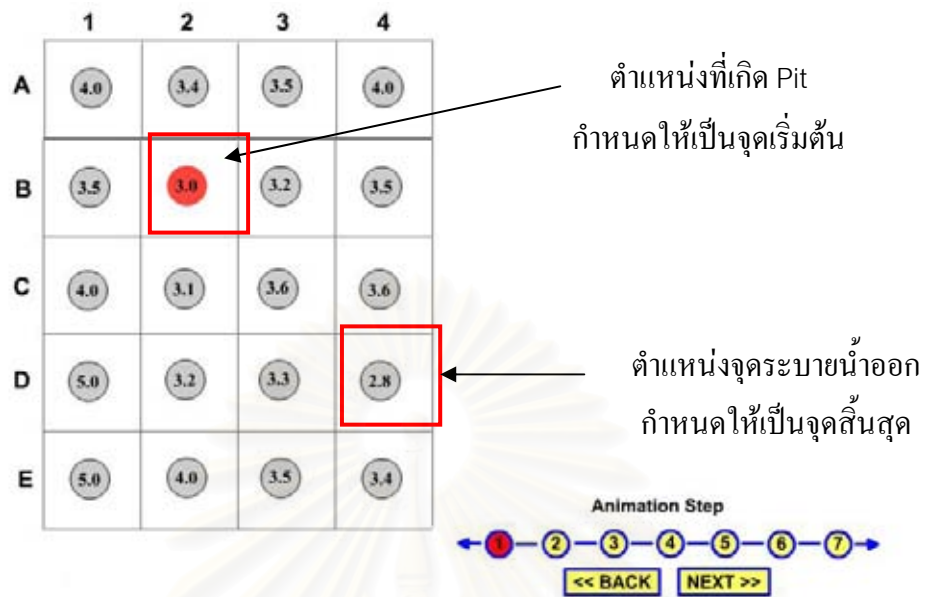 1 2 3 4
A 4.0 3.4 3.5 4.0
ตำแหน่งที่เกิด Pit
กำหนดให้เป็นจุดเริ่มต้น
B 3.5 3.0 3.2 3.5
C 4.0 3.1 3.6 3.6
D 5.0 3.2 3.3 2.8
ตำแหน่งจุดระบายน้ำออก
กำหนดให้เป็นจุดสิ้นสุด
E 5.0 4.0 3.5 3.4
Animation Step
1 2 3 4 5 6 7
<< BACK NEXT >>